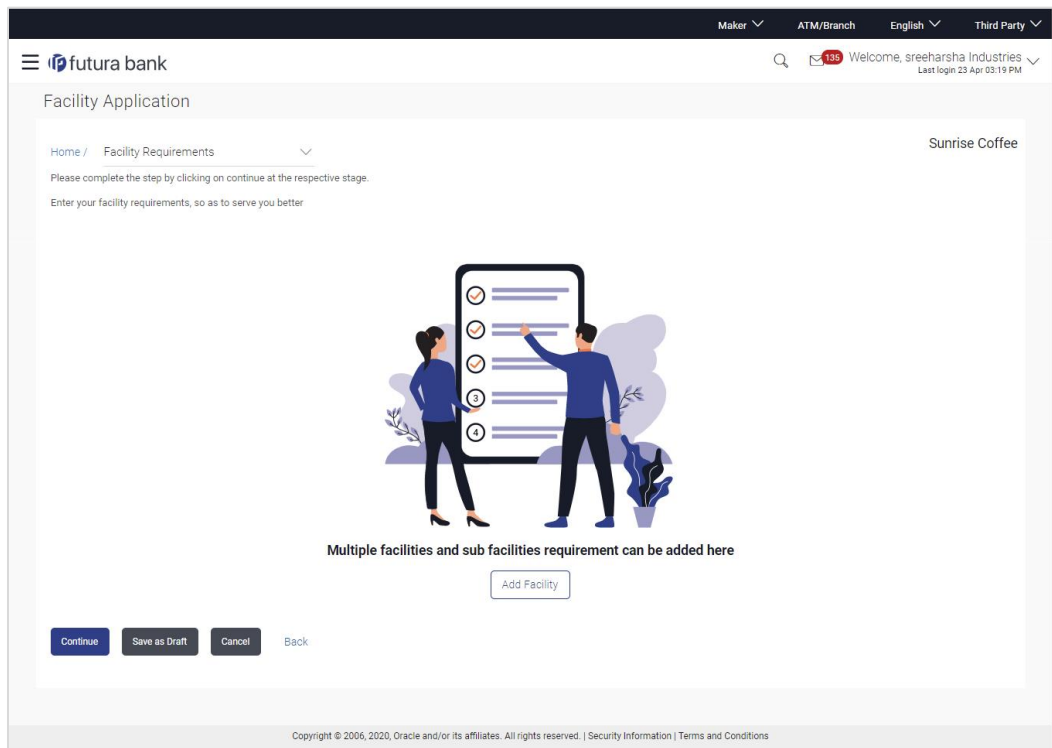 Maker ATM/Branch English Third Party
futura bank 135 Welcome, sreeharsha Industries
Last login 23 Apr 03:19 PM
Facility Application
Home / Facility Requirements Sunrise Coffee
Please complete the step by clicking on continue at the respective stage.
Enter your facility requirements, so as to serve you better
3
4
Multiple facilities and sub facilities requirement can be added here
Add Facility
Continue Save as Draft Cancel Back
Copyright © 2006, 2020, Oracle and/or its affiliates. All rights reserved. | Security Information | Terms and Conditions